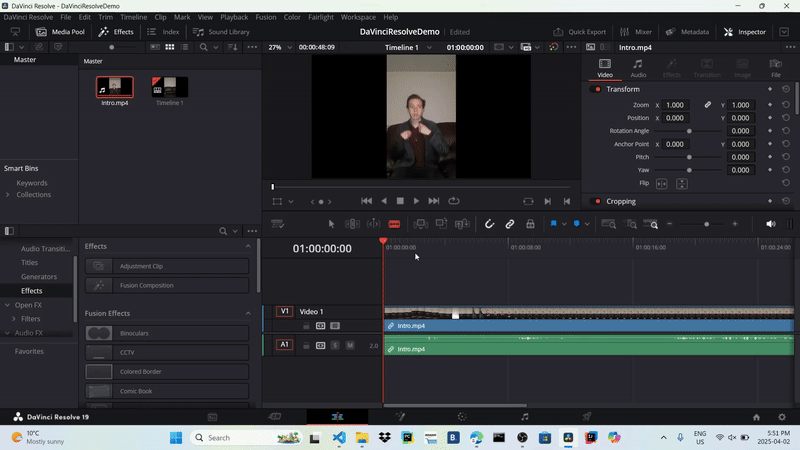 DaVinci Resolve - DaVinciResolveDemo
DaVinci Resolve File Edit Trim Timeline Clip Mark View Playback Fusion Color Fairlight Workspace Help
Media Pool Effects Index Sound Library DaVinciResolveDemo Edited Quick Export Mixer Metadata Inspector
Master 27% 00:00:48:09 Timeline 1 01:00:00:00 Intro.mp4
Master
Intro.mp4 Timeline 1
Video Audio Effects Transition Image File
Transform
Zoom X 1.000 Y 1.000
Position X 0.000 Y 0.000
Rotation Angle 0.000
Anchor Point X 0.000 Y 0.000
Pitch 0.000
Yaw 0.000
Flip
Cropping
Smart Bins
Keywords
Collections
Audio Transiti...
Titles
Generators
Effects
Open FX
Filters
Audio FX
Favorites
Effects
Adjustment Clip
Fusion Composition
Fusion Effects
Binoculars
CCTV
Colored Border
Comic Book
01:00:00:00 01:00:00:00 01:00:08:00 01:00:16:00 01:00:24:00
V1 Video 1
Intro.mp4
A1 S M 2.0
Intro.mp4
DaVinci Resolve 19
10°C
Mostly sunny
Search
ENG
US
5:51 PM
2025-04-02